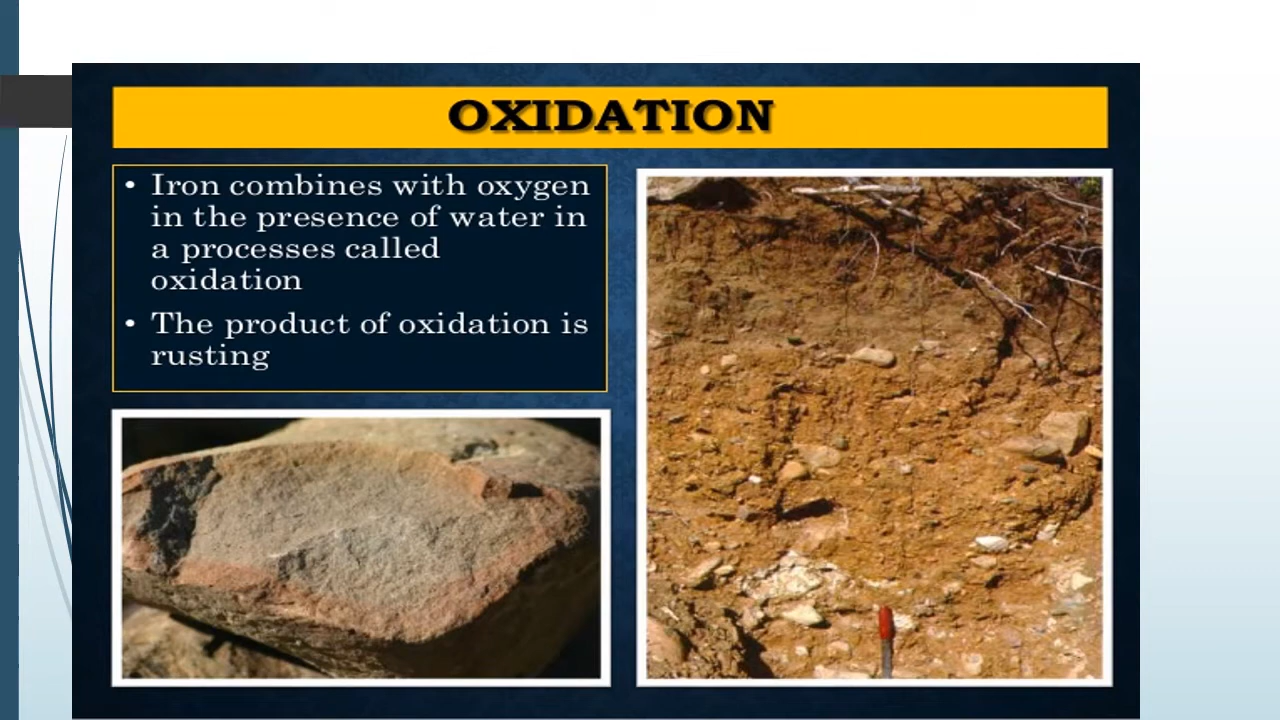 OXIDATION
• Iron combines with oxygen
in the presence of water in
a processes called
oxidation
• The product of oxidation is
rusting